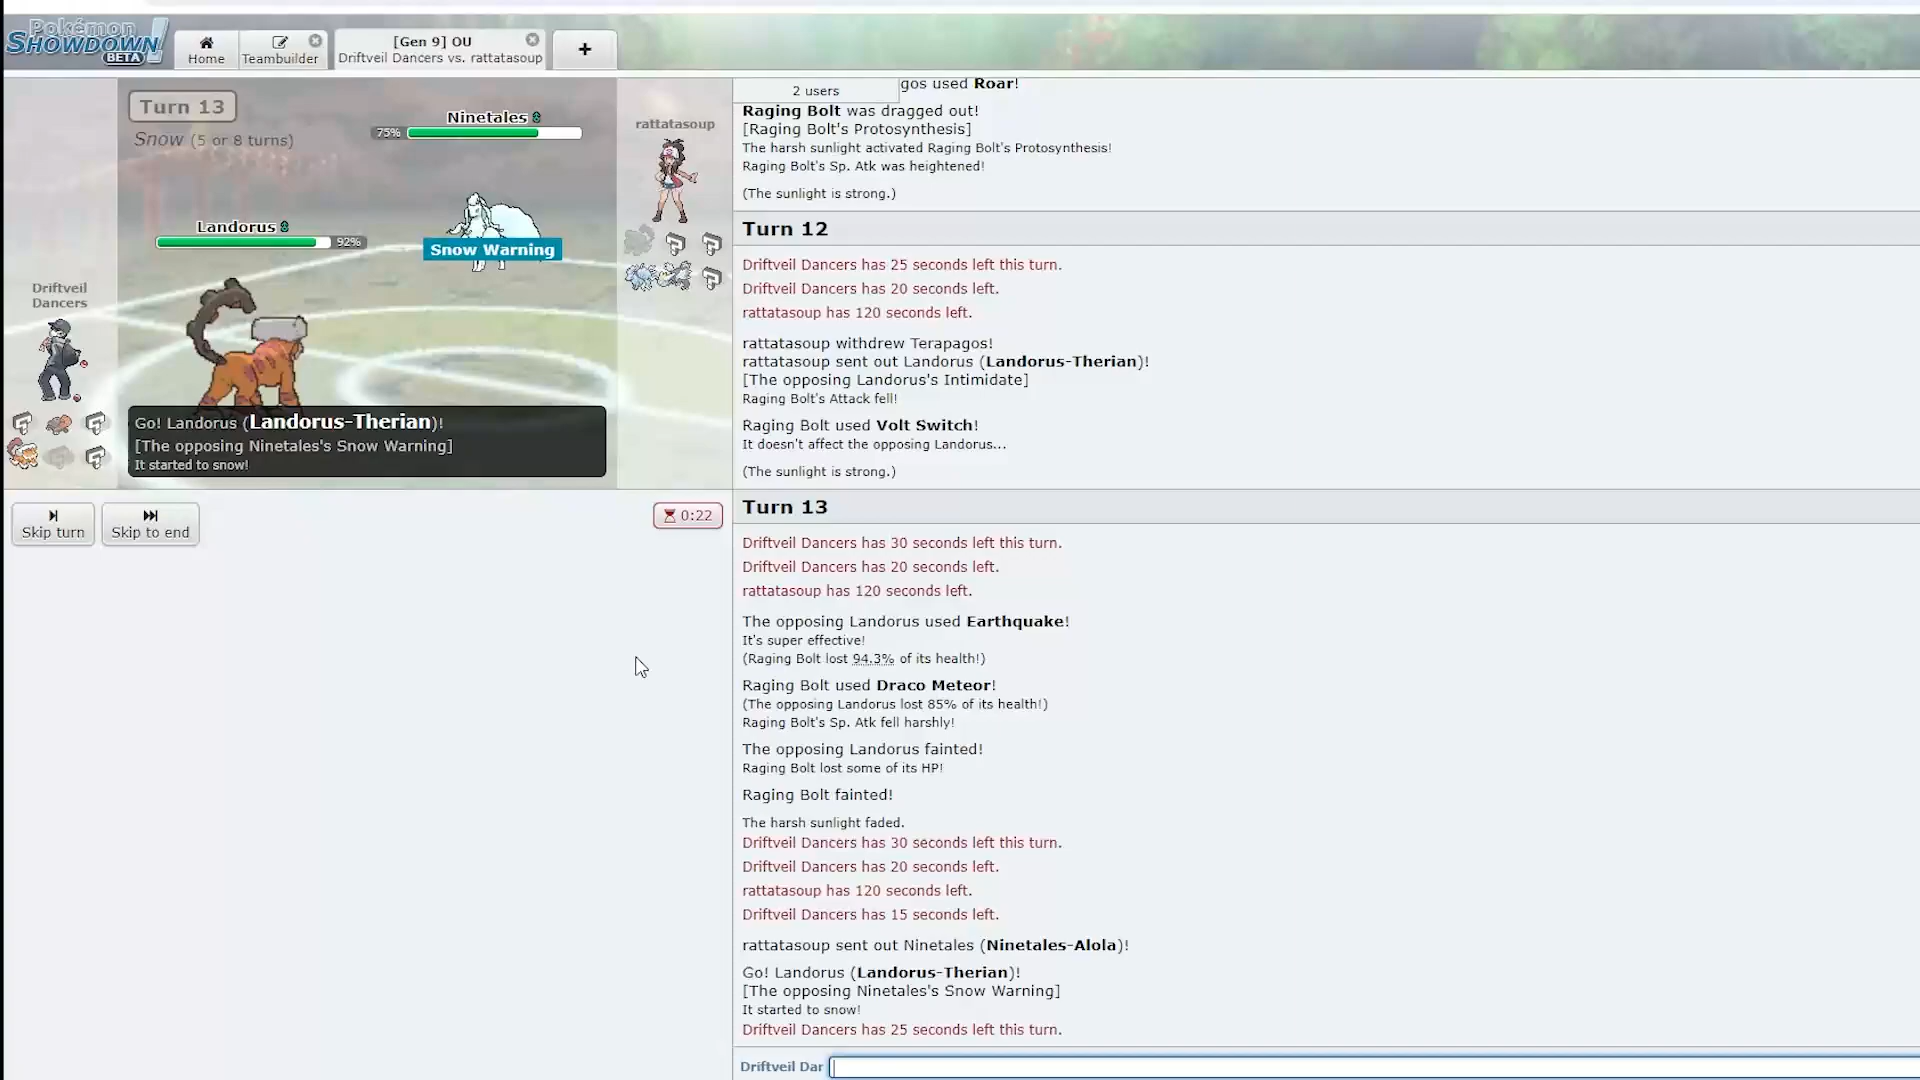 Pokémon
SHOWDOWN!
BETA
Home
Teambuilder
[Gen 9] OU
Driftveil Dancers vs. rattatasoup
+
Turn 13
Snow (5 or 8 turns)
Ninetales
75%
rattatasoup
Landorus
92%
Snow Warning
Driftveil
Dancers
Go! Landorus (Landorus-Therian)!
[The opposing Ninetales's Snow Warning]
It started to snow!
Skip turn
Skip to end
0:22
2 users
gos used Roar!
Raging Bolt was dragged out!
[Raging Bolt's Protosynthesis]
The harsh sunlight activated Raging Bolt's Protosynthesis!
Raging Bolt's Sp. Atk was heightened!
(The sunlight is strong.)
Turn 12
Driftveil Dancers has 25 seconds left this turn.
Driftveil Dancers has 20 seconds left.
rattatasoup has 120 seconds left.
rattatasoup withdrew Terapagos!
rattatasoup sent out Landorus (Landorus-Therian)!
[The opposing Landorus's Intimidate]
Raging Bolt's Attack fell!
Raging Bolt used Volt Switch!
It doesn't affect the opposing Landorus...
(The sunlight is strong.)
Turn 13
Driftveil Dancers has 30 seconds left this turn.
Driftveil Dancers has 20 seconds left.
rattatasoup has 120 seconds left.
The opposing Landorus used Earthquake!
It's super effective!
(Raging Bolt lost 94.3% of its health!)
Raging Bolt used Draco Meteor!
(The opposing Landorus lost 85% of its health!)
Raging Bolt's Sp. Atk fell harshly!
The opposing Landorus fainted!
Raging Bolt lost some of its HP!
Raging Bolt fainted!
The harsh sunlight faded.
Driftveil Dancers has 30 seconds left this turn.
Driftveil Dancers has 20 seconds left.
rattatasoup has 120 seconds left.
Driftveil Dancers has 15 seconds left.
rattatasoup sent out Ninetales (Ninetales-Alola)!
Go! Landorus (Landorus-Therian)!
[The opposing Ninetales's Snow Warning]
It started to snow!
Driftveil Dancers has 25 seconds left this turn.
Driftveil Dar